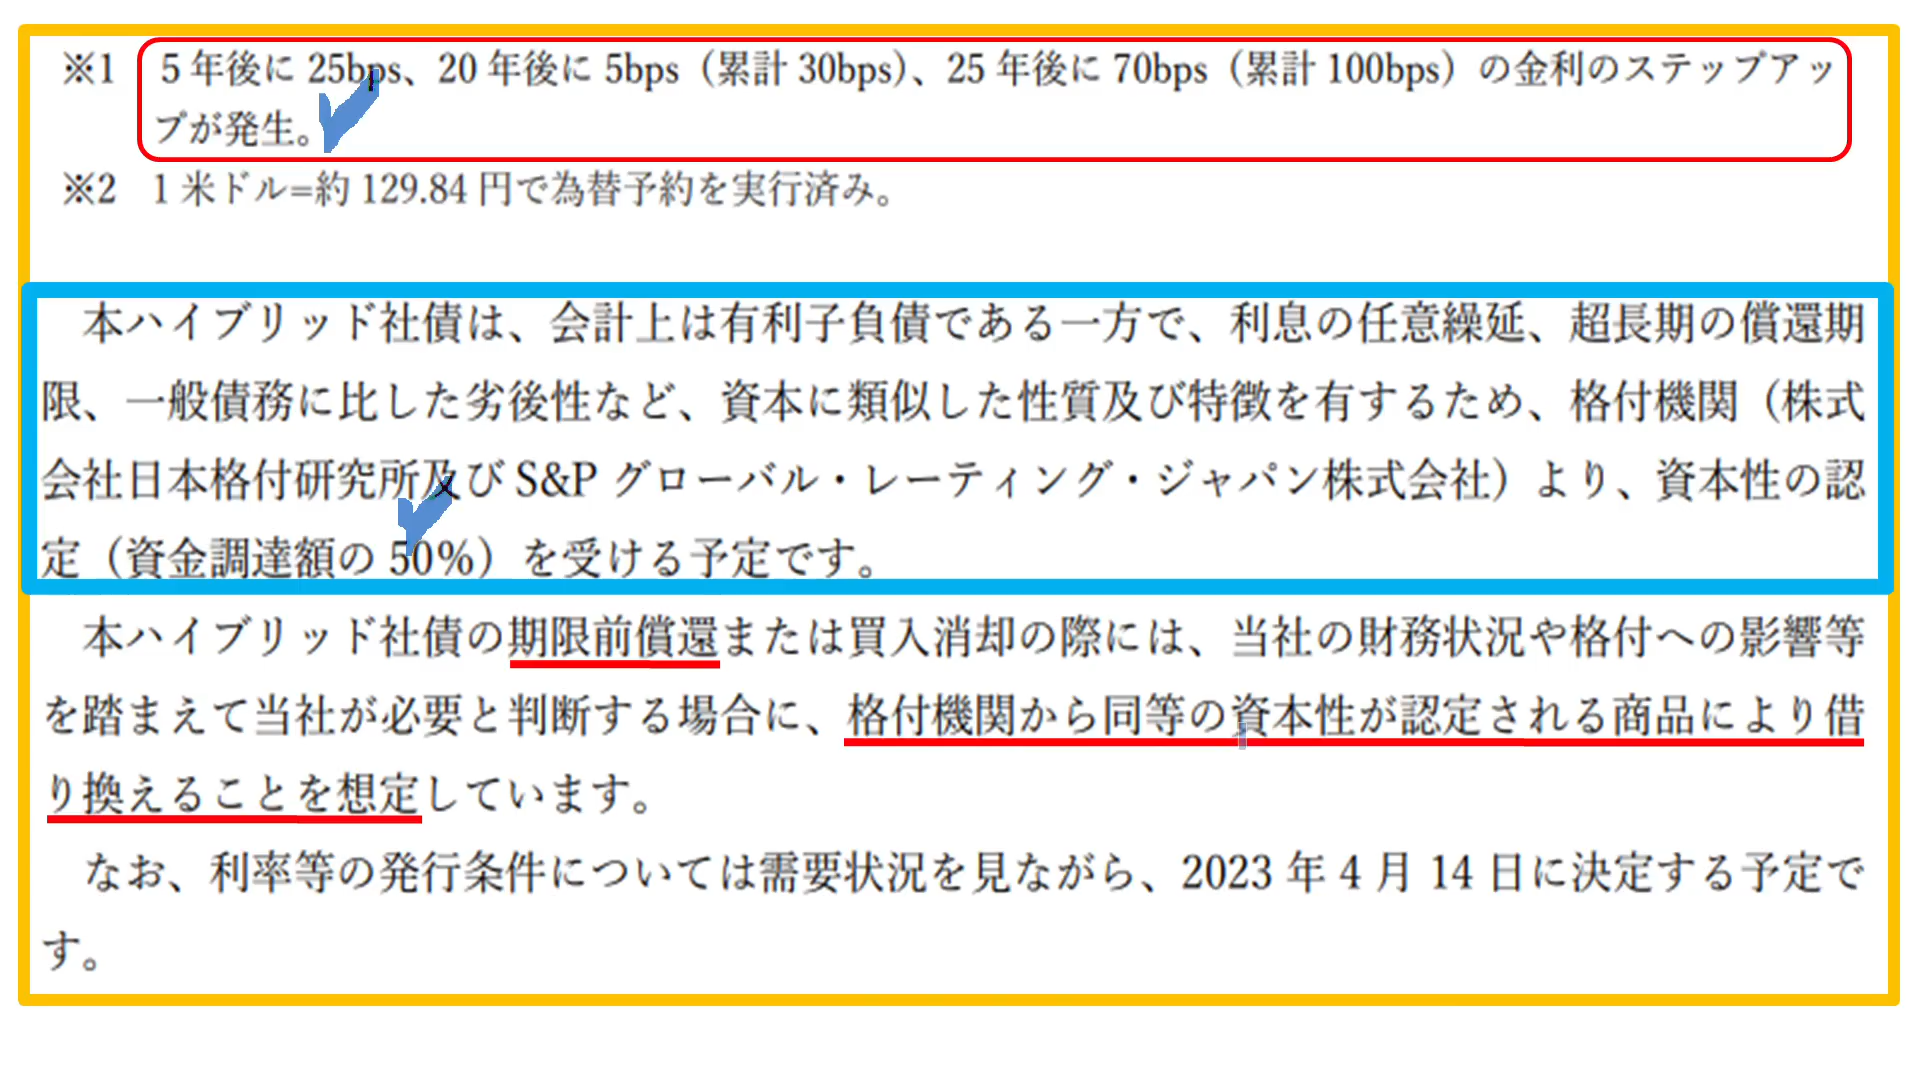 ※1 5 年後に 25bps、20 年後に 5bps（累計 30bps）、25 年後に 70bps（累計 100bps）の金利のステップアッ
プが発生。
※2 1 米ドル=約 129.84 円で為替予約を実行済み。
本ハイブリッド社債は、会計上は有利子負債である一方で、利息の任意繰延、超長期の償還期
限、一般債務に比した劣後性など、資本に類似した性質及び特徴を有するため、格付機関（株式
会社日本格付研究所及び S&P グローバル・レーティング・ジャパン株式会社）より、資本性の認
定（資金調達額の 50%）を受ける予定です。
本ハイブリッド社債の期限前償還または買入消却の際には、当社の財務状況や格付への影響等
を踏まえて当社が必要と判断する場合に、格付機関から同等の資本性が認定される商品により借
り換えることを想定しています。
なお、利率等の発行条件については需要状況を見ながら、2023 年 4 月 14 日に決定する予定で
す。